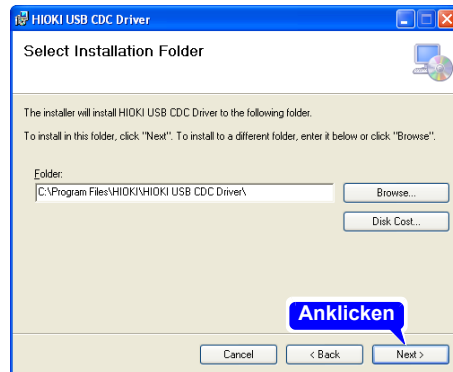 HIOKI USB CDC Driver
Select Installation Folder
The installer will install HIOKI USB CDC Driver to the following folder.
To install in this folder, click "Next". To install to a different folder, enter it below or click "Browse".
Folder:
C:\Program Files\HIOKI\HIOKI USB CDC Driver\
Browse...
Disk Cost...
Anklicken
Cancel
< Back
Next >